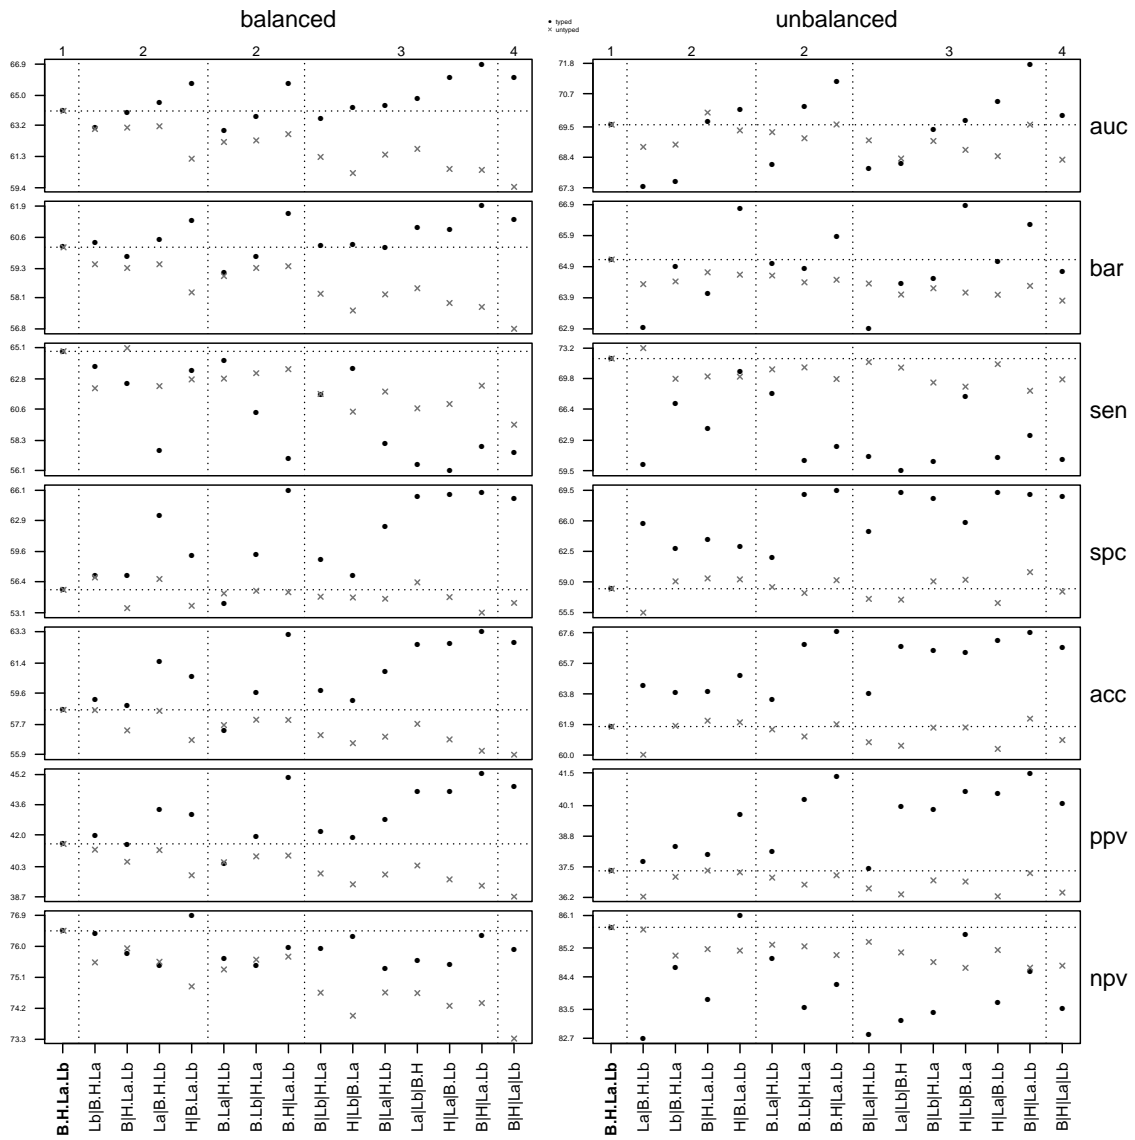 balanced
typed
untyped
unbalanced
1 2 2 3 4
1 2 2 3 4
66.9 65.0 63.2 61.3 59.4
71.8 70.7 69.5 68.4 67.3
auc
61.9 60.6 59.3 58.1 56.8
66.9 65.9 64.9 63.9 62.9
bar
65.1 62.8 60.6 58.3 56.1
73.2 69.8 66.4 62.9 59.5
sen
66.1 62.9 59.6 56.4 53.1
69.5 66.0 62.5 59.0 55.5
spc
63.3 61.4 59.6 57.7 55.9
67.6 65.7 63.8 61.9 60.0
acc
45.2 43.6 42.0 40.3 38.7
41.5 40.1 38.8 37.5 36.2
ppv
76.9 76.0 75.1 74.2 73.3
86.1 85.2 84.4 83.5 82.7
npv
B.H.La.Lb
Lb|B.H.La
B|H.La.Lb
La|B.H.Lb
H|B.La.Lb
B.La|H.Lb
B.Lb|H.La
B.H|La.Lb
B|Lb|H.La
H|Lb|B.La
B|La|H.Lb
La|Lb|B.H
H|La|B.Lb
B|H|La.Lb
B|H|La|Lb
B.H.La.Lb
La|B.H.Lb
Lb|B.H.La
B|H.La.Lb
H|B.La.Lb
B.La|H.Lb
B.Lb|H.La
B.H|La.Lb
B|La|H.Lb
La|Lb|B.H
B|Lb|H.La
H|Lb|B.La
H|La|B.Lb
B|H|La.Lb
B|H|La|Lb